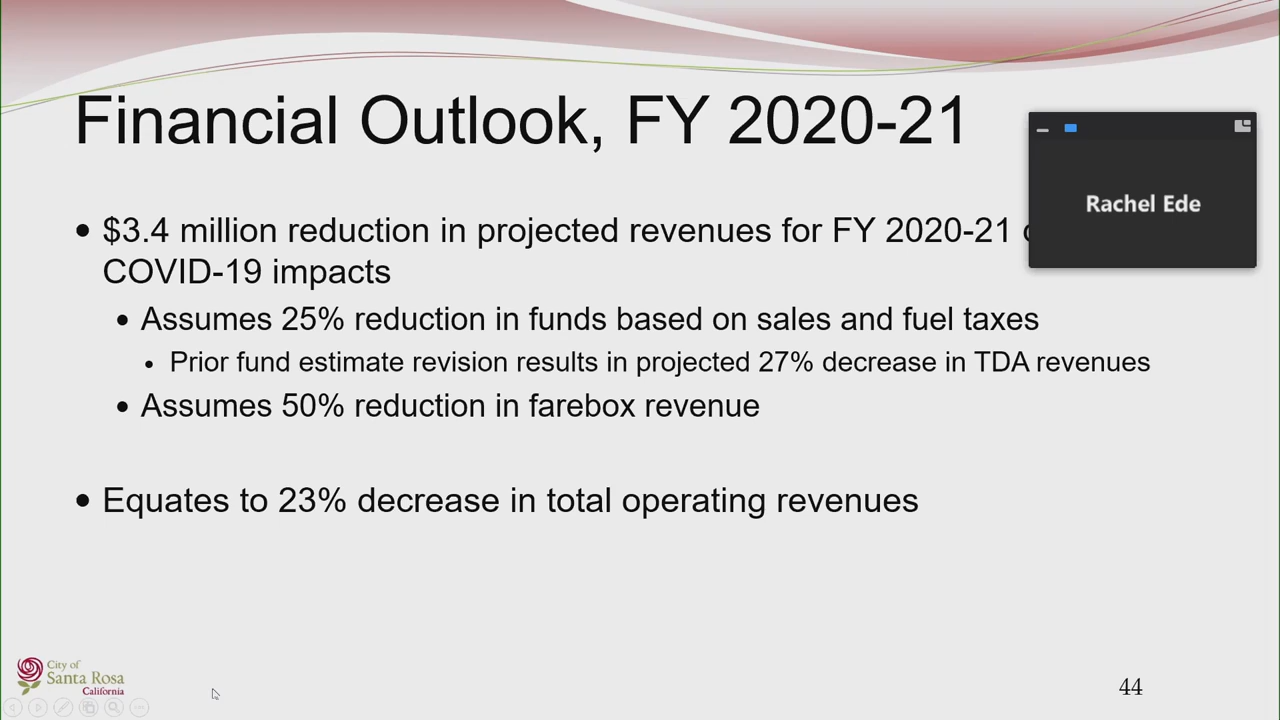 Financial Outlook, FY 2020-21
Rachel Ede
• $3.4 million reduction in projected revenues for FY 2020-21
COVID-19 impacts
• Assumes 25% reduction in funds based on sales and fuel taxes
• Prior fund estimate revision results in projected 27% decrease in TDA revenues
• Assumes 50% reduction in farebox revenue
• Equates to 23% decrease in total operating revenues
City of
Santa Rosa
California
44